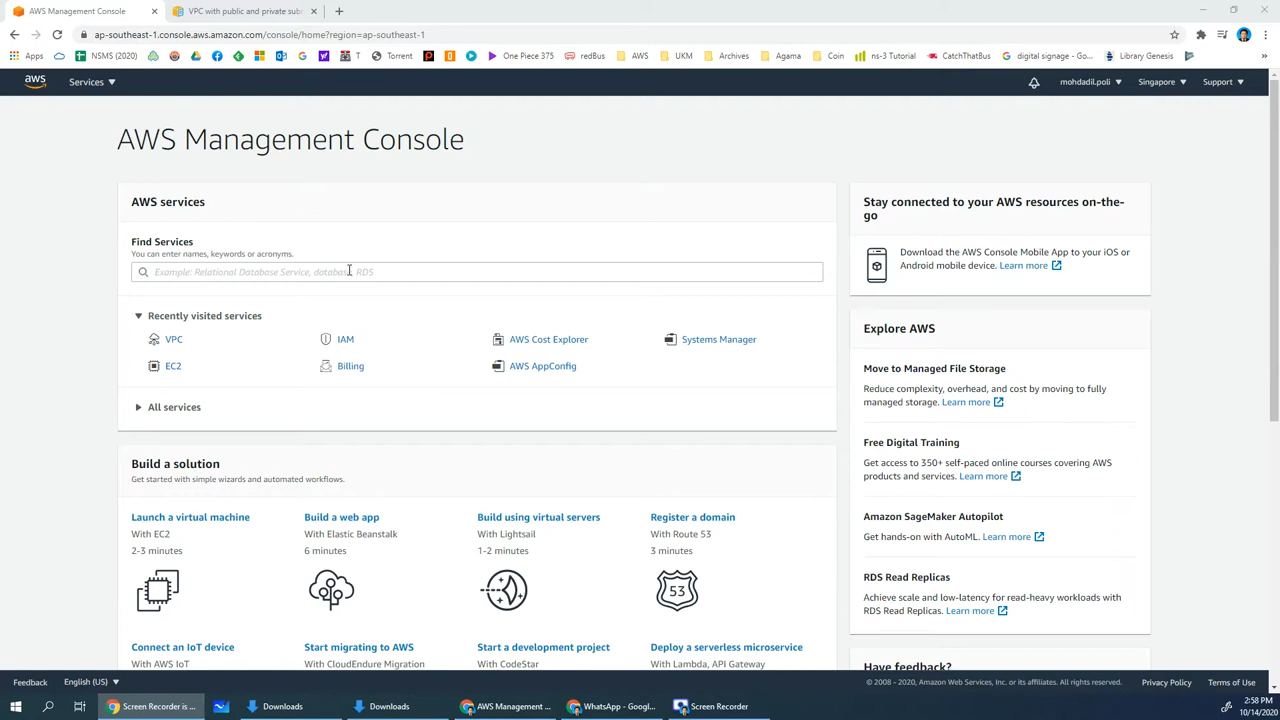 AWS Management Console
VPC with public and private sub
ap-southeast-1.console.aws.amazon.com/console/home?region=ap-southeast-1
Apps NSMS (2020) T Torrent One Piece 375 redBus AWS UKM Archives Agama Coin ns-3 Tutorial CatchThatBus digital signage - Go... Library Genesis
aws Services mohdadil.poli Singapore Support
AWS Management Console
AWS services
Find Services
You can enter names, keywords or acronyms.
Example: Relational Database Service, database, RDS
Recently visited services
VPC IAM AWS Cost Explorer Systems Manager
EC2 Billing AWS AppConfig
All services
Build a solution
Get started with simple wizards and automated workflows.
Launch a virtual machine
With EC2
2-3 minutes
Build a web app
With Elastic Beanstalk
6 minutes
Build using virtual servers
With Lightsail
1-2 minutes
Register a domain
With Route 53
3 minutes
53
Connect an IoT device
With AWS IoT
Start migrating to AWS
With CloudEndure Migration
Start a development project
With CodeStar
Deploy a serverless microservice
With Lambda, API Gateway
Stay connected to your AWS resources on-the-
go
Download the AWS Console Mobile App to your iOS or
Android mobile device. Learn more
Explore AWS
Move to Managed File Storage
Reduce complexity, overhead, and cost by moving to fully
managed storage. Learn more
Free Digital Training
Get access to 350+ self-paced online courses covering AWS
products and services. Learn more
Amazon SageMaker Autopilot
Get hands-on with AutoML. Learn more
RDS Read Replicas
Achieve scale and low-latency for read-heavy workloads with
RDS Read Replicas. Learn more
Have feedback?
Feedback English (US) © 2008 - 2020, Amazon Web Services, Inc. or its affiliates. All rights reserved. Privacy Policy Terms of Use
Screen Recorder is ... Downloads Downloads AWS Management ... WhatsApp - Googl... Screen Recorder
2:58 PM
10/14/2020